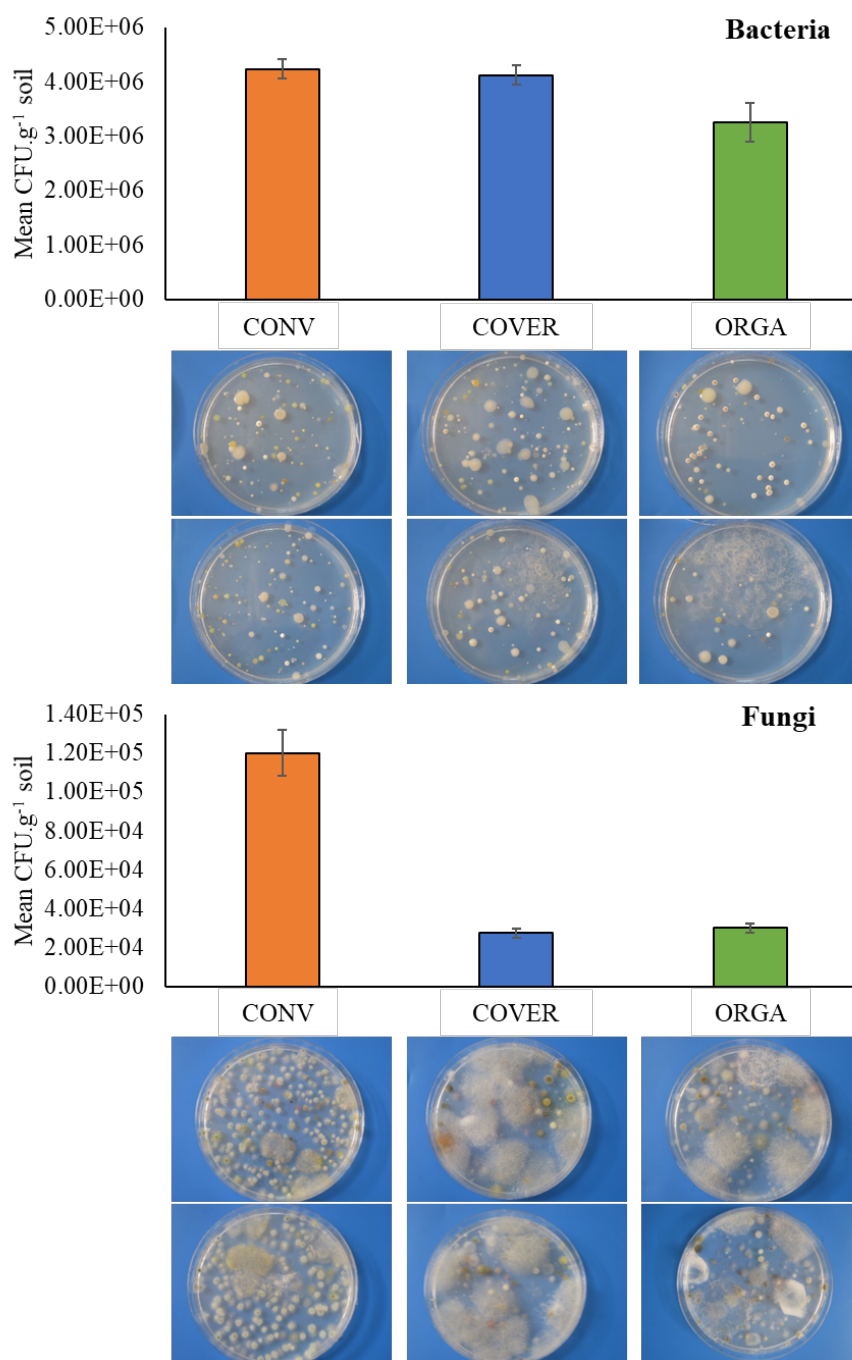 Bacteria
Mean CFU.g⁻¹ soil
5.00E+06
4.00E+06
3.00E+06
2.00E+06
1.00E+06
0.00E+00
CONV COVER ORGA
Fungi
Mean CFU.g⁻¹ soil
1.40E+05
1.20E+05
1.00E+05
8.00E+04
6.00E+04
4.00E+04
2.00E+04
0.00E+00
CONV COVER ORGA